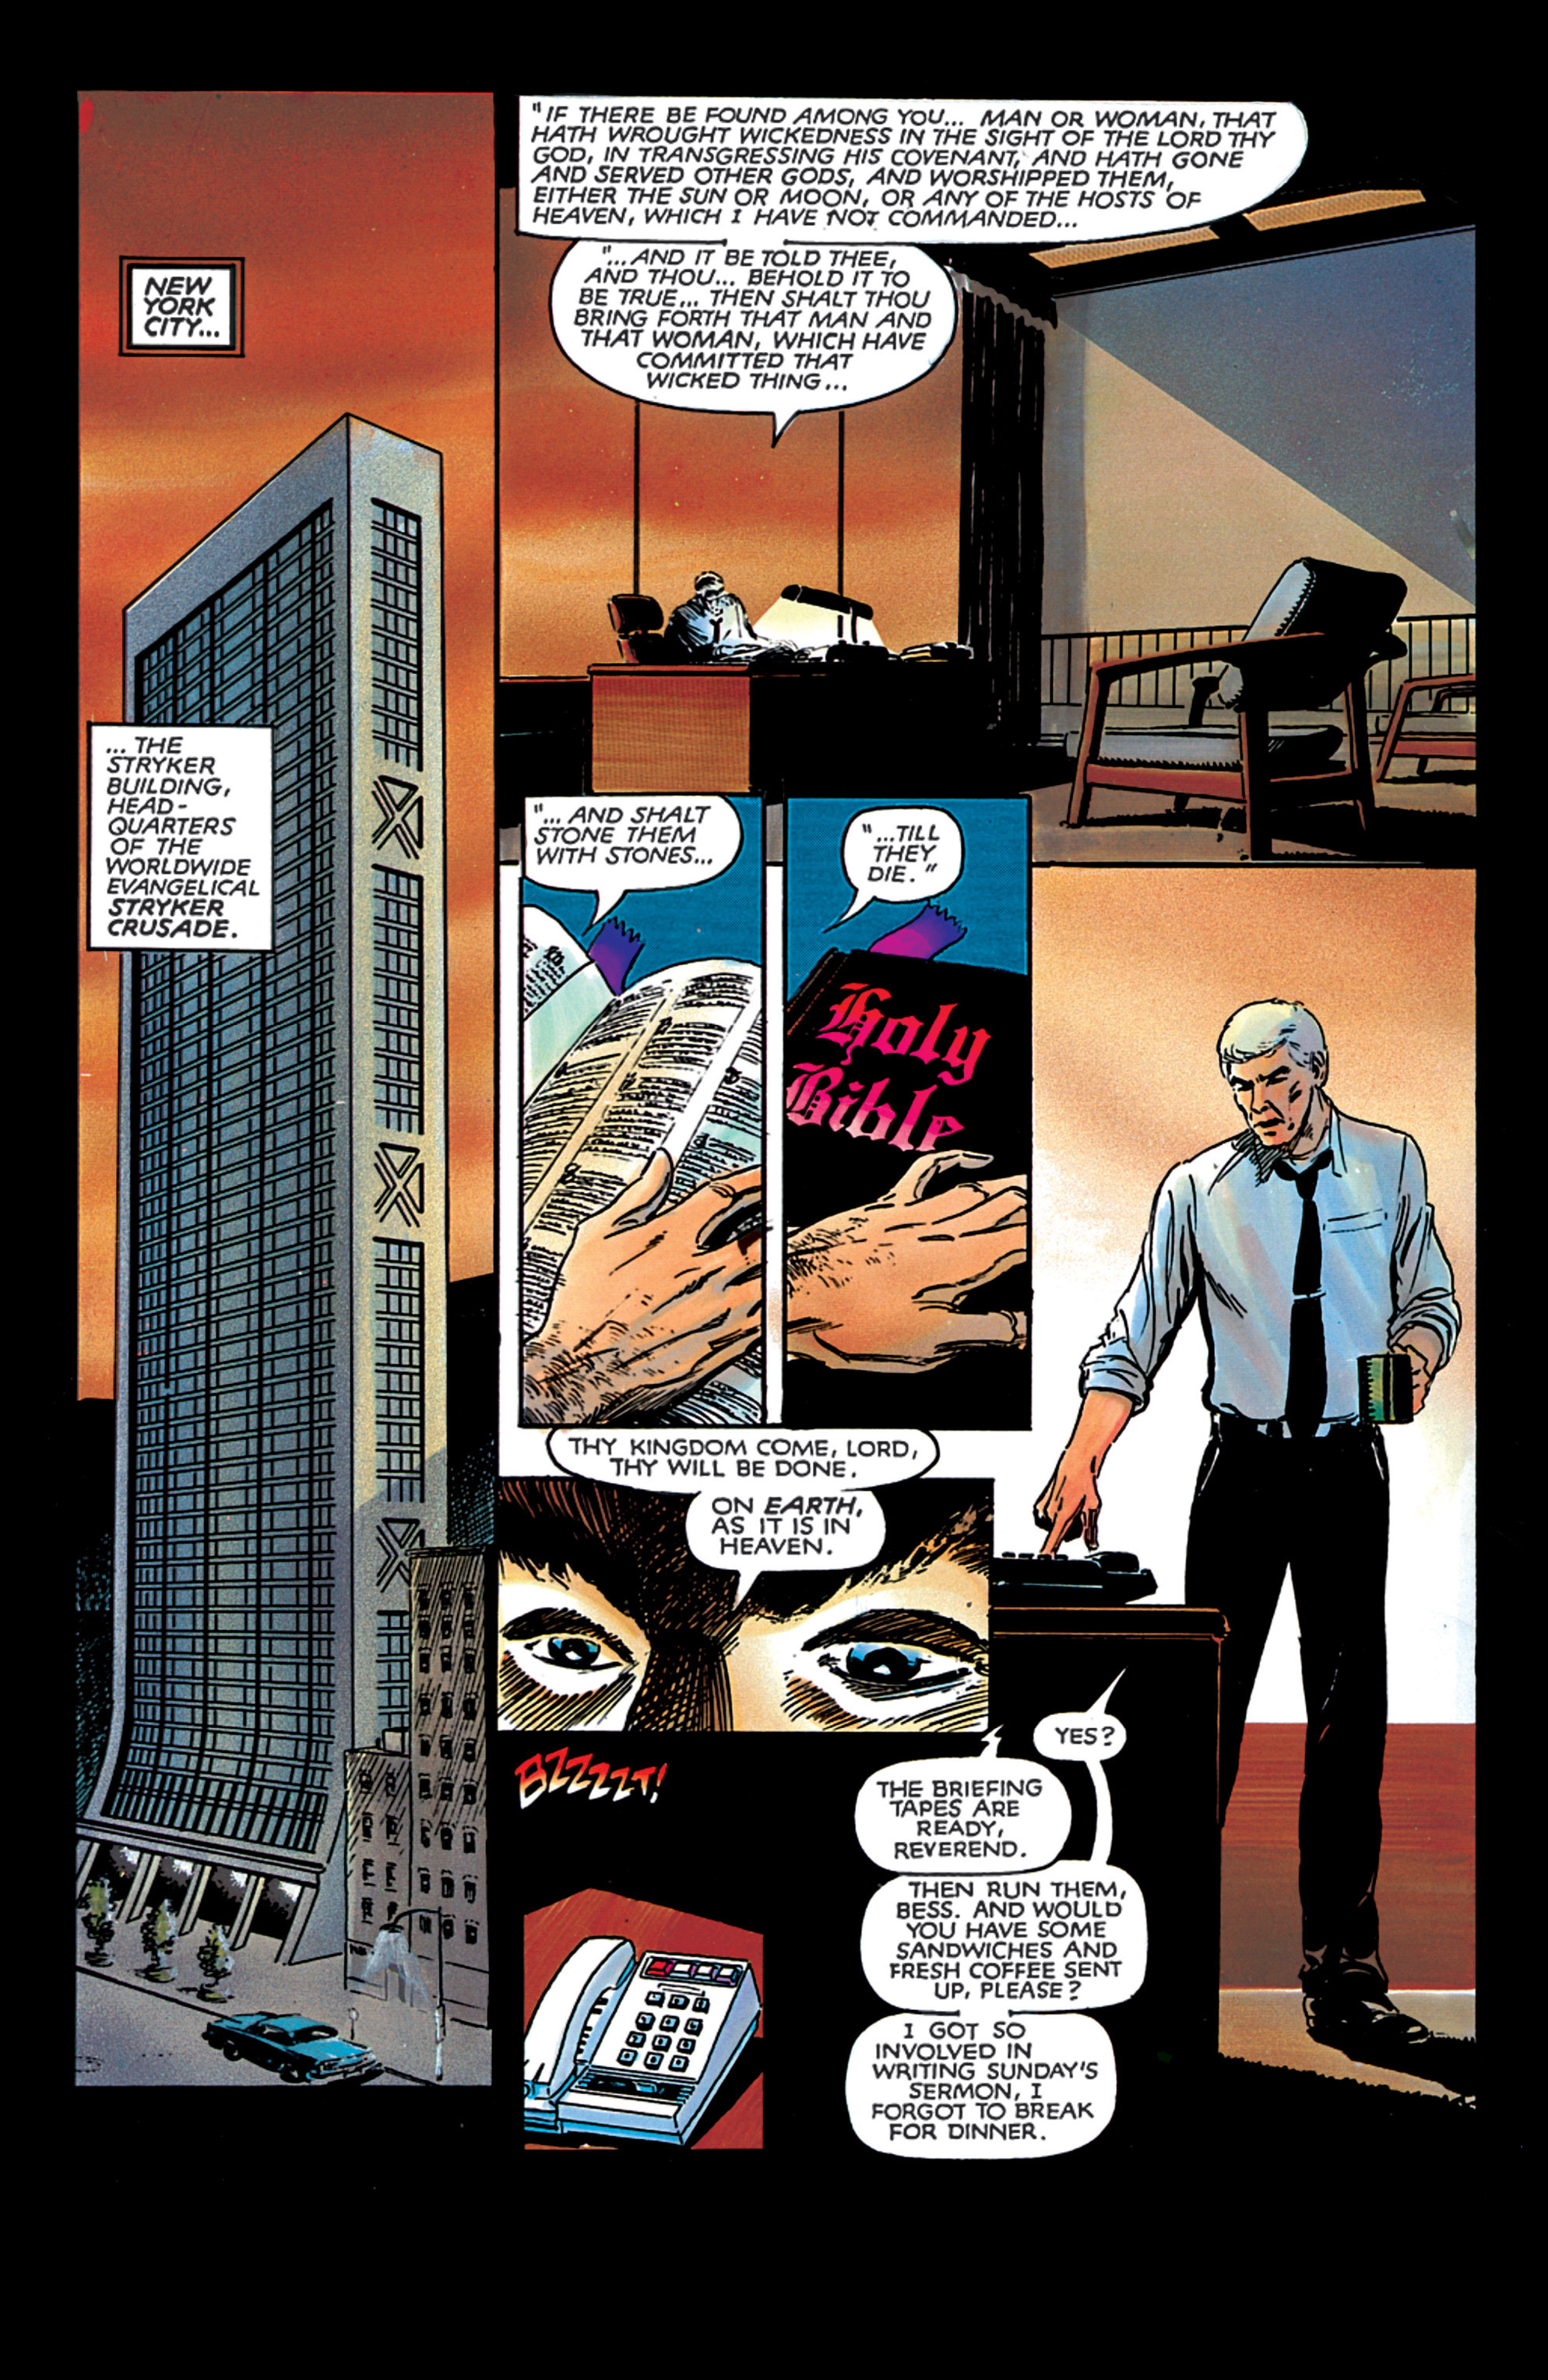 NEW
YORK
CITY...
... THE
STRYKER
BUILDING,
HEAD-
QUARTERS
OF THE
WORLDWIDE
EVANGELICAL
STRYKER
CRUSADE.
"IF THERE BE FOUND AMONG YOU... MAN OR WOMAN, THAT
HATH WROUGHT WICKEDNESS IN THE SIGHT OF THE LORD THY
GOD, IN TRANSGRESSING HIS COVENANT, AND HATH GONE
AND SERVED OTHER GODS, AND WORSHIPPED THEM,
EITHER THE SUN OR MOON, OR ANY OF THE HOSTS OF
HEAVEN, WHICH I HAVE NOT COMMANDED...
"...AND IT BE TOLD THEE,
AND THOU... BEHOLD IT TO
BE TRUE... THEN SHALT THOU
BRING FORTH THAT MAN AND
THAT WOMAN, WHICH HAVE
COMMITTED THAT
WICKED THING...
"... AND SHALT
STONE THEM
WITH STONES...
"...TILL
THEY
DIE."
Holy
Bible
THY KINGDOM COME, LORD,
THY WILL BE DONE.
ON EARTH,
AS IT IS IN
HEAVEN.
BZZZZZT!
YES?
THE BRIEFING
TAPES ARE
READY,
REVEREND.
THEN RUN THEM,
BESS. AND WOULD
YOU HAVE SOME
SANDWICHES AND
FRESH COFFEE SENT
UP, PLEASE?
I GOT SO
INVOLVED IN
WRITING SUNDAY'S
SERMON, I
FORGOT TO BREAK
FOR DINNER.